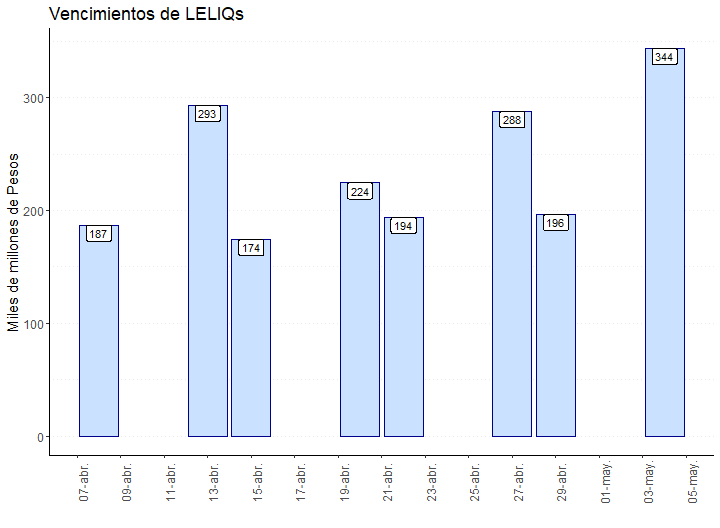 Vencimientos de LELIQs
Miles de millones de Pesos
300
200
100
0
187
293
174
224
194
288
196
344
07-abr.
09-abr.
11-abr.
13-abr.
15-abr.
17-abr.
19-abr.
21-abr.
23-abr.
25-abr.
27-abr.
29-abr.
01-may.
03-may.
05-may.